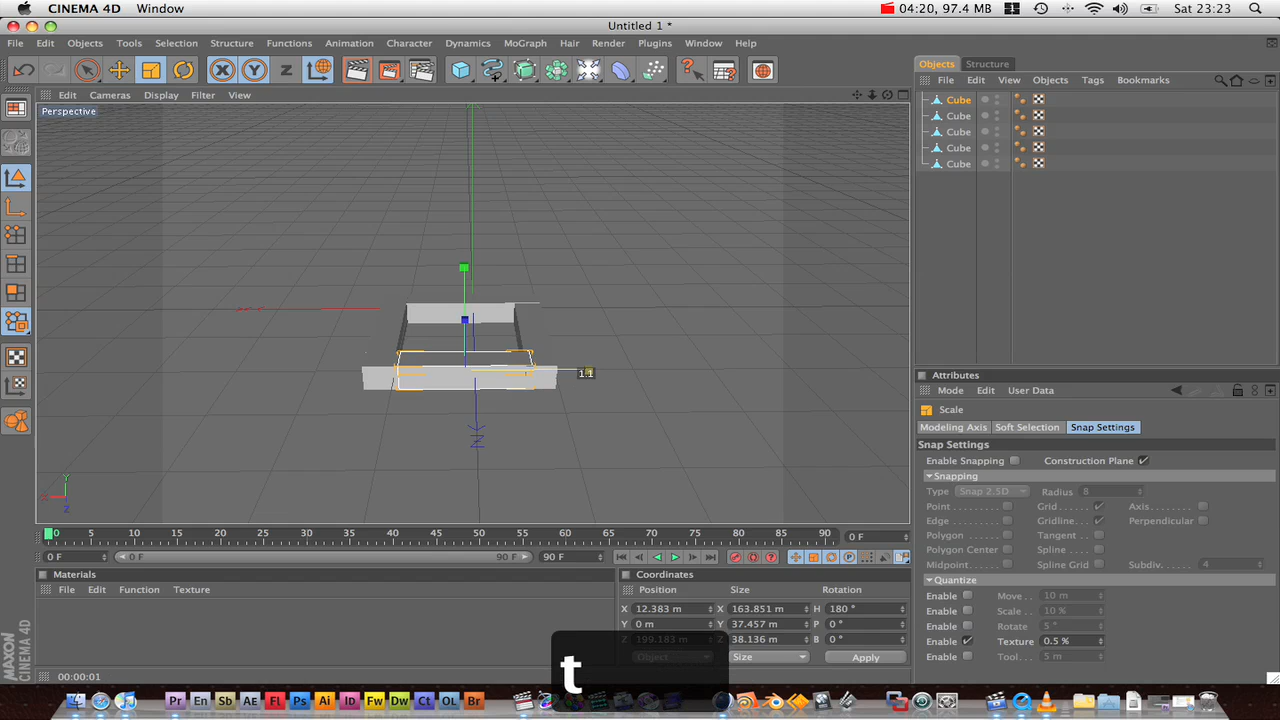 CINEMA 4D Window
04:20, 97.4 MB
Sat 23:23
Untitled 1 *
File Edit Objects Tools Selection Structure Functions Animation Character Dynamics MoGraph Hair Render Plugins Window Help
X Y Z
Edit Cameras Display Filter View
Perspective
1.1
Z
Y
X
Z
Objects Structure
File Edit View Objects Tags Bookmarks
Cube
Cube
Cube
Cube
Cube
Attributes
Mode Edit User Data
Scale
Modeling Axis Soft Selection Snap Settings
Snap Settings
Enable Snapping Construction Plane
Snapping
Type Snap 2.5D Radius 8
Point Grid Axis
Edge Gridline Perpendicular
Polygon Tangent
Polygon Center Spline
Midpoint Spline Grid Subdiv. 4
Quantize
Enable Move 10 m
Enable Scale 10 %
Enable Rotate 5 °
Enable Texture 0.5 %
Enable Tool 5 m
0 5 10 15 20 25 30 35 40 45 50 55 60 65 70 75 80 85 90 0 F
0 F 0 F 90 F 90 F
Materials
File Edit Function Texture
Coordinates
Position Size Rotation
X 12.383 m X 163.851 m H 180 °
Y 0 m Y 37.457 m P 0 °
Z 199.183 m Z 38.136 m B 0 °
Object Size Apply
t
00:00:01
MAXON CINEMA 4D
Pr En Sb AE Fl Ps Ai Id Fw Dw Ct OL Br